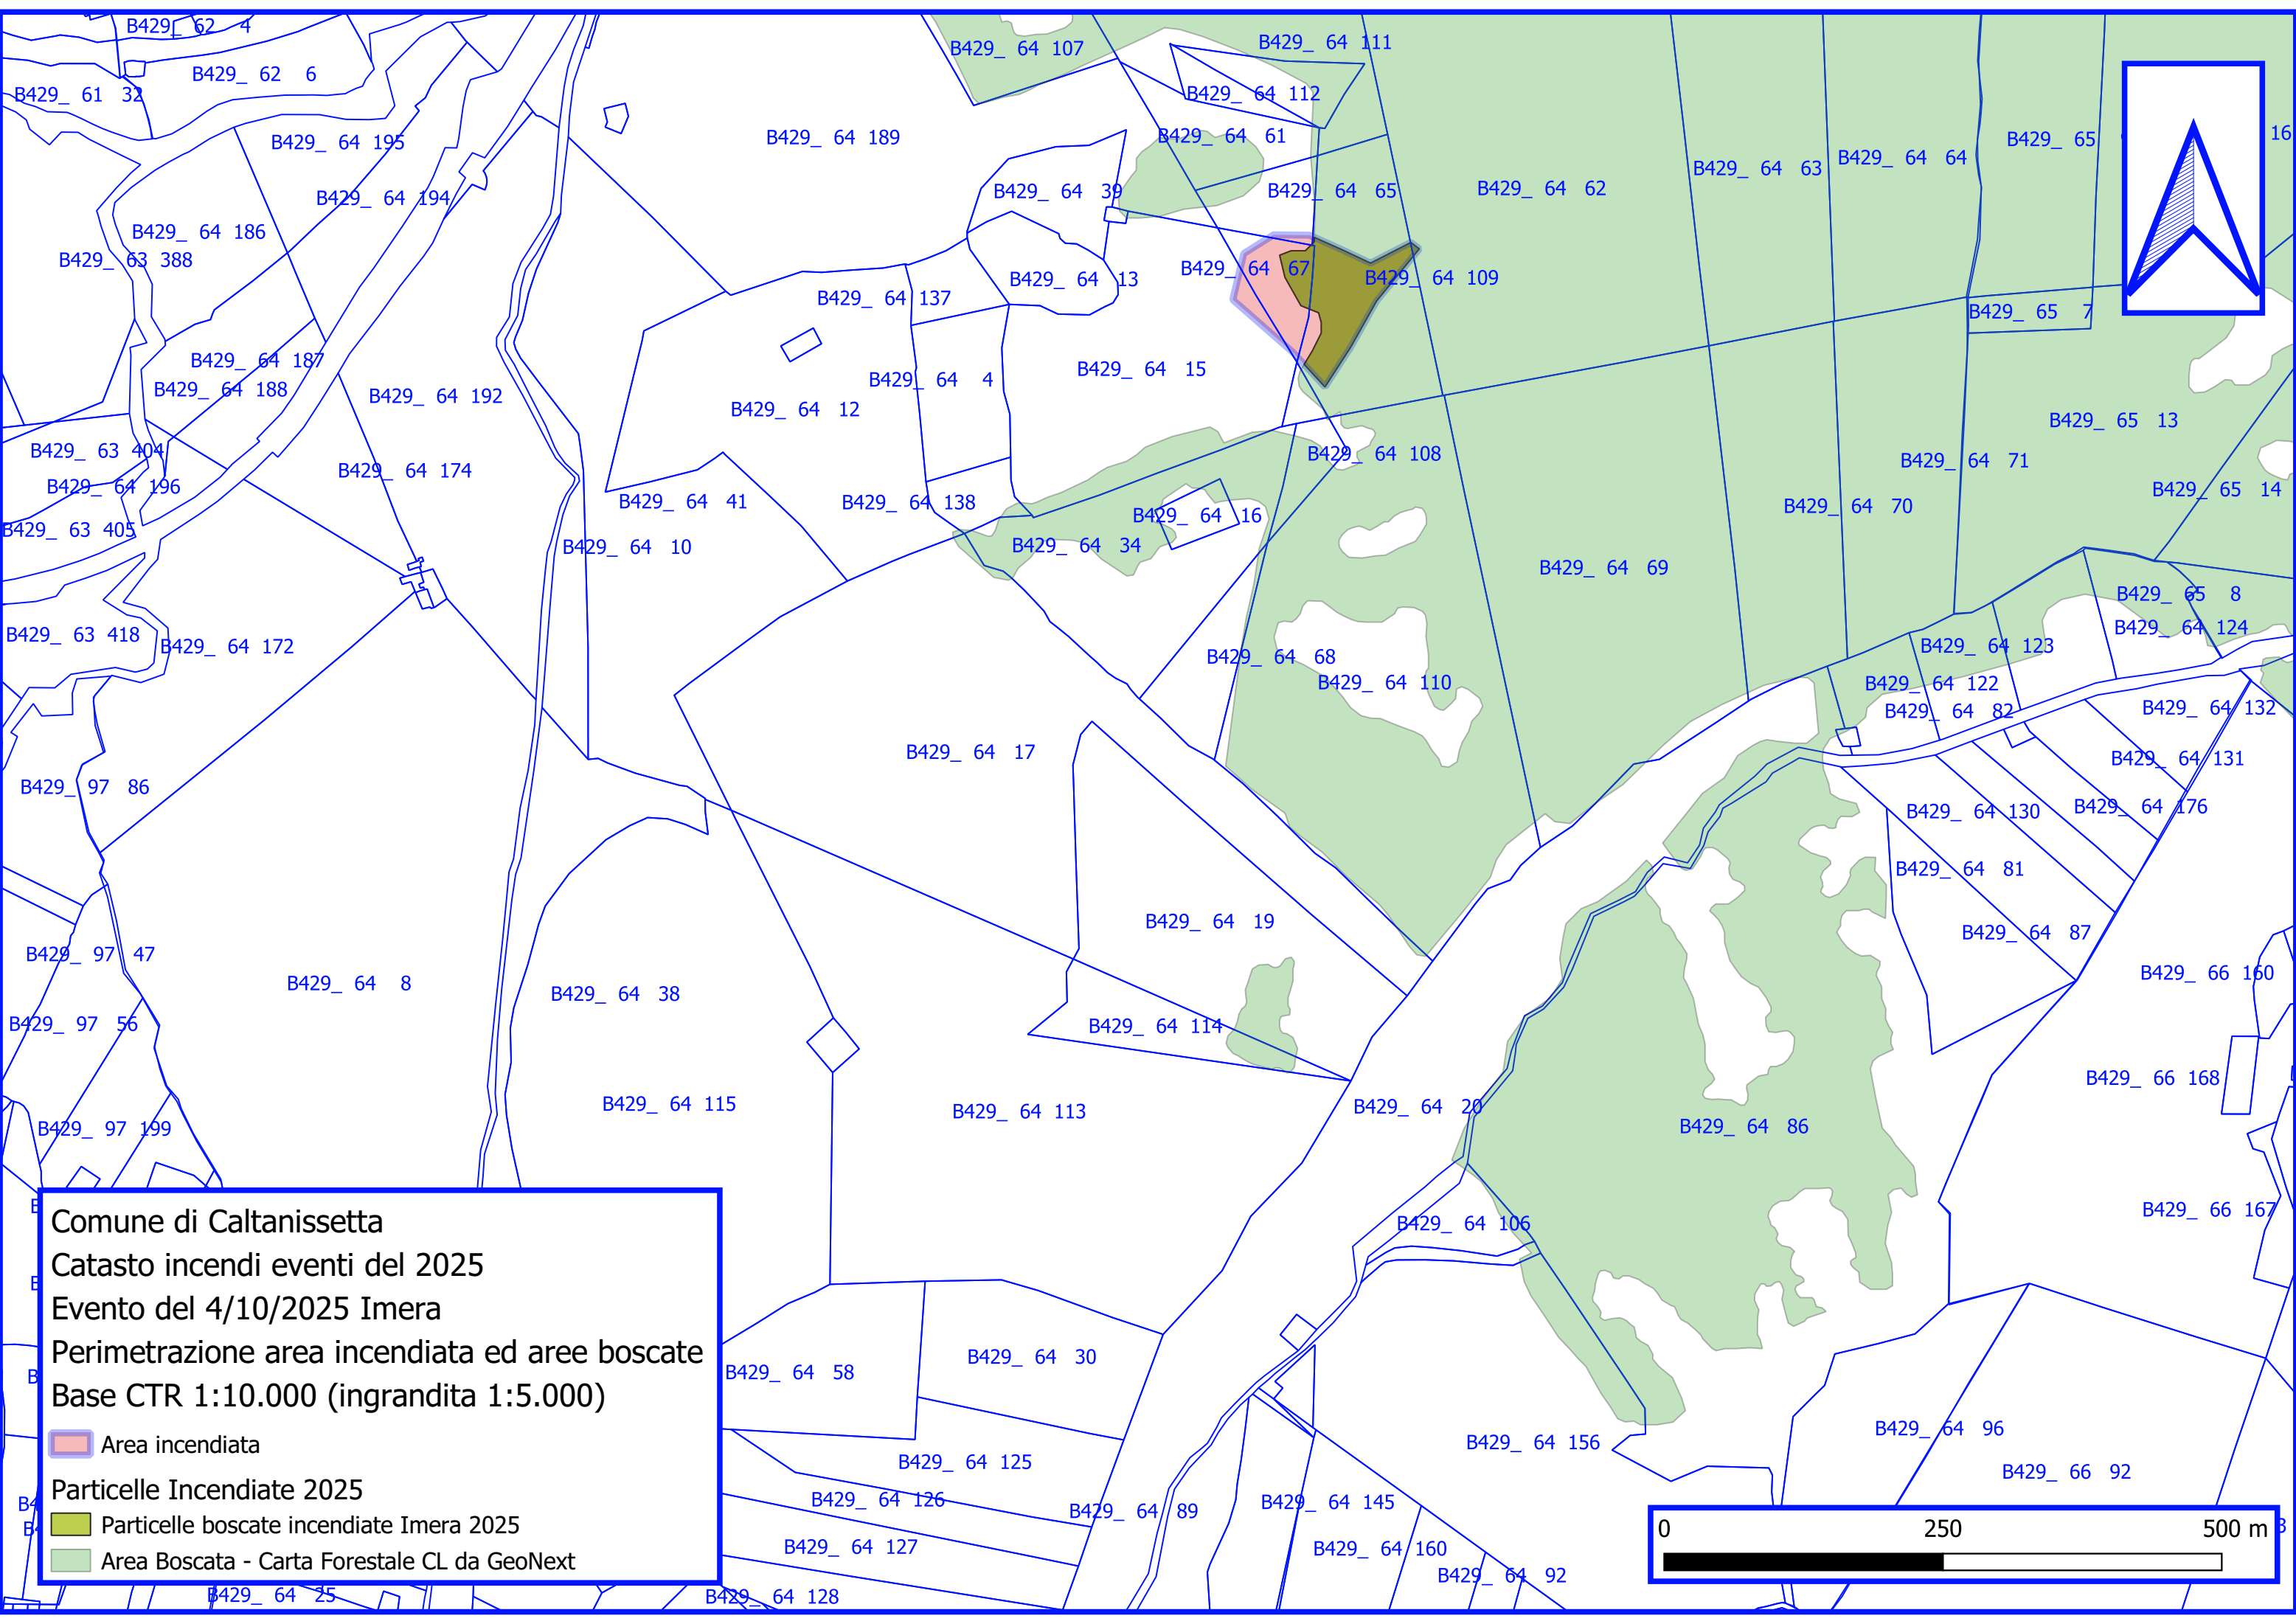 B429_ 62 4
B429_ 62 6
B429_ 61 32
B429_ 64 107
B429_ 64 111
B429_ 64 112
B429_ 64 195
B429_ 64 189
B429_ 64 61
B429_ 65
16
B429_ 64 63
B429_ 64 64
B429_ 64 194
B429_ 64 39
B429_ 64 65
B429_ 64 62
B429_ 64 186
B429_ 63 388
B429_ 64 13
B429_ 64 67
B429_ 64 109
B429_ 64 137
B429_ 65 7
B429_ 64 187
B429_ 64 188
B429_ 64 192
B429_ 64 4
B429_ 64 15
B429_ 64 12
B429_ 65 13
B429_ 63 404
B429_ 64 174
B429_ 64 108
B429_ 64 71
B429_ 64 196
B429_ 65 14
B429_ 63 405
B429_ 64 41
B429_ 64 138
B429_ 64 16
B429_ 64 70
B429_ 64 10
B429_ 64 34
B429_ 64 69
B429_ 65 8
B429_ 63 418
B429_ 64 172
B429_ 64 68
B429_ 64 110
B429_ 64 124
B429_ 64 123
B429_ 64 122
B429_ 64 82
B429_ 64 132
B429_ 97 86
B429_ 64 17
B429_ 64 131
B429_ 64 130
B429_ 64 176
B429_ 64 81
B429_ 97 47
B429_ 64 19
B429_ 64 87
B429_ 64 8
B429_ 64 38
B429_ 66 160
B429_ 97 56
B429_ 64 114
B429_ 66 168
B429_ 97 199
B429_ 64 115
B429_ 64 113
B429_ 64 20
B429_ 64 86
B429_ 64 106
B429_ 66 167
Comune di Caltanissetta
Catasto incendi eventi del 2025
Evento del 4/10/2025 Imera
Perimetrazione area incendiata ed aree boscate
Base CTR 1:10.000 (ingrandita 1:5.000)
Area incendiata
Particelle Incendiate 2025
Particelle boscate incendiate Imera 2025
Area Boscata - Carta Forestale CL da GeoNext
B429_ 64 58
B429_ 64 30
B429_ 64 125
B429_ 64 126
B429_ 64 127
B429_ 64 128
B429_ 64 25
B429_ 64 89
B429_ 64 156
B429_ 64 145
B429_ 64 160
B429_ 64 92
B429_ 64 96
B429_ 66 92
0 250 500 m